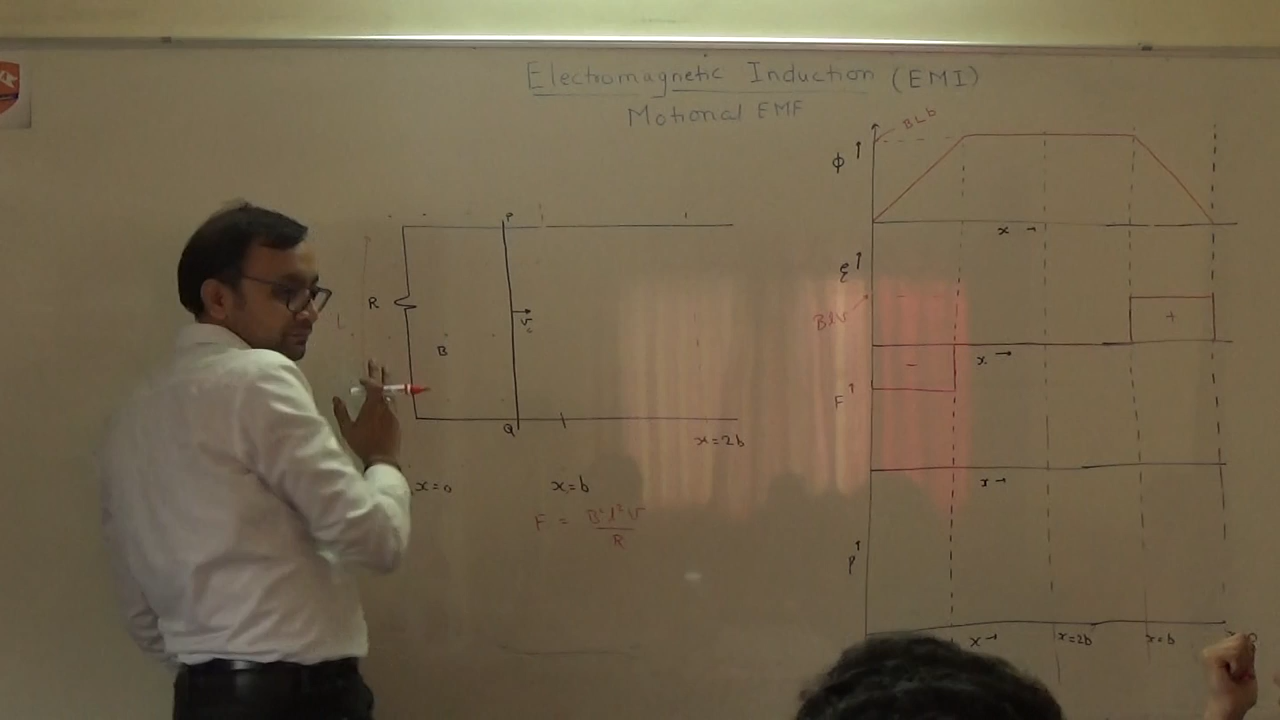 Electromagnetic Induction (EMI)
Motional EMF
BLb
ϕ ↑
x →
P
R
L
v
B
Q
x=0
x=b
x=2b
F = B²l²v / R
ε ↑
Blv
+
x →
−
F ↑
x →
P ↑
x →
x=2b
x=b